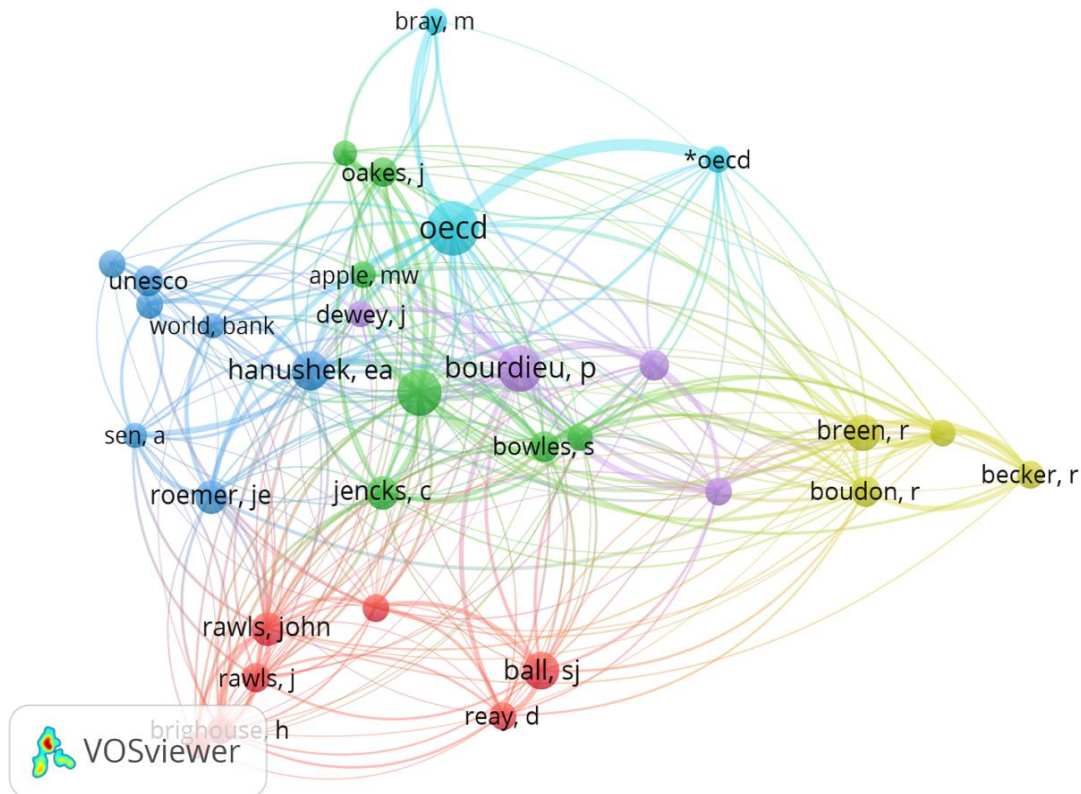 bray, m
*oecd
oakes, j
oecd
apple, mw
unesco
dewey, j
world, bank
hanushek, ea
bourdieu, p
breen, r
sen, a
bowles, s
becker, r
roemer, je
jencks, c
boudon, r
rawls, john
ball, sj
rawls, j
reay, d
brighouse, h
VOSviewer